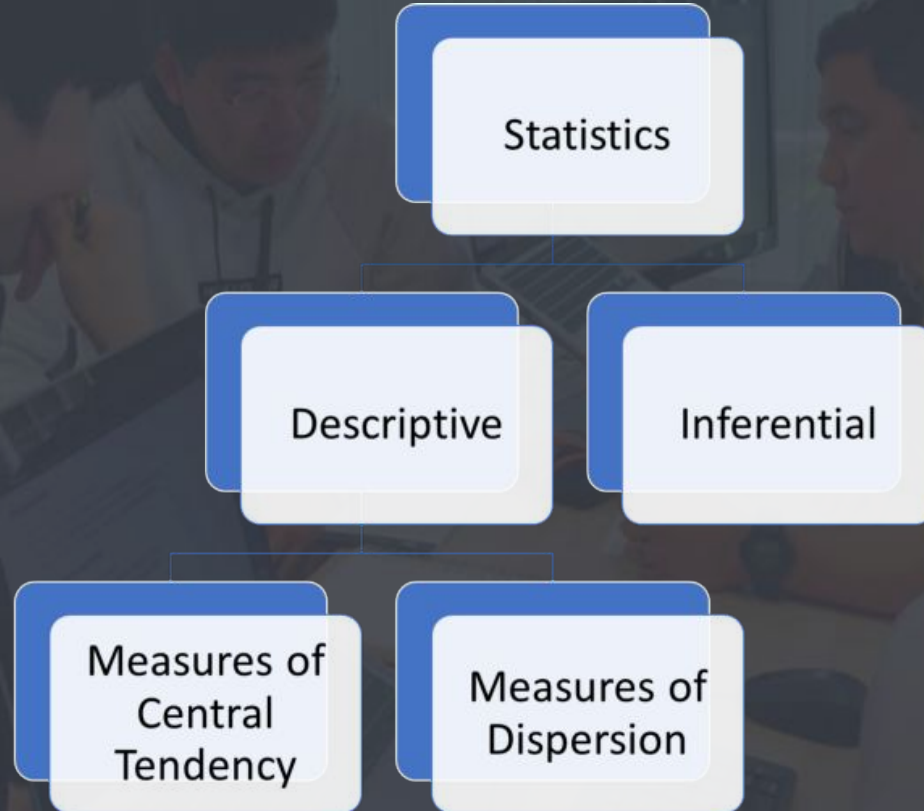 Statistics
Descriptive
Inferential
Measures of
Central
Tendency
Measures of
Dispersion